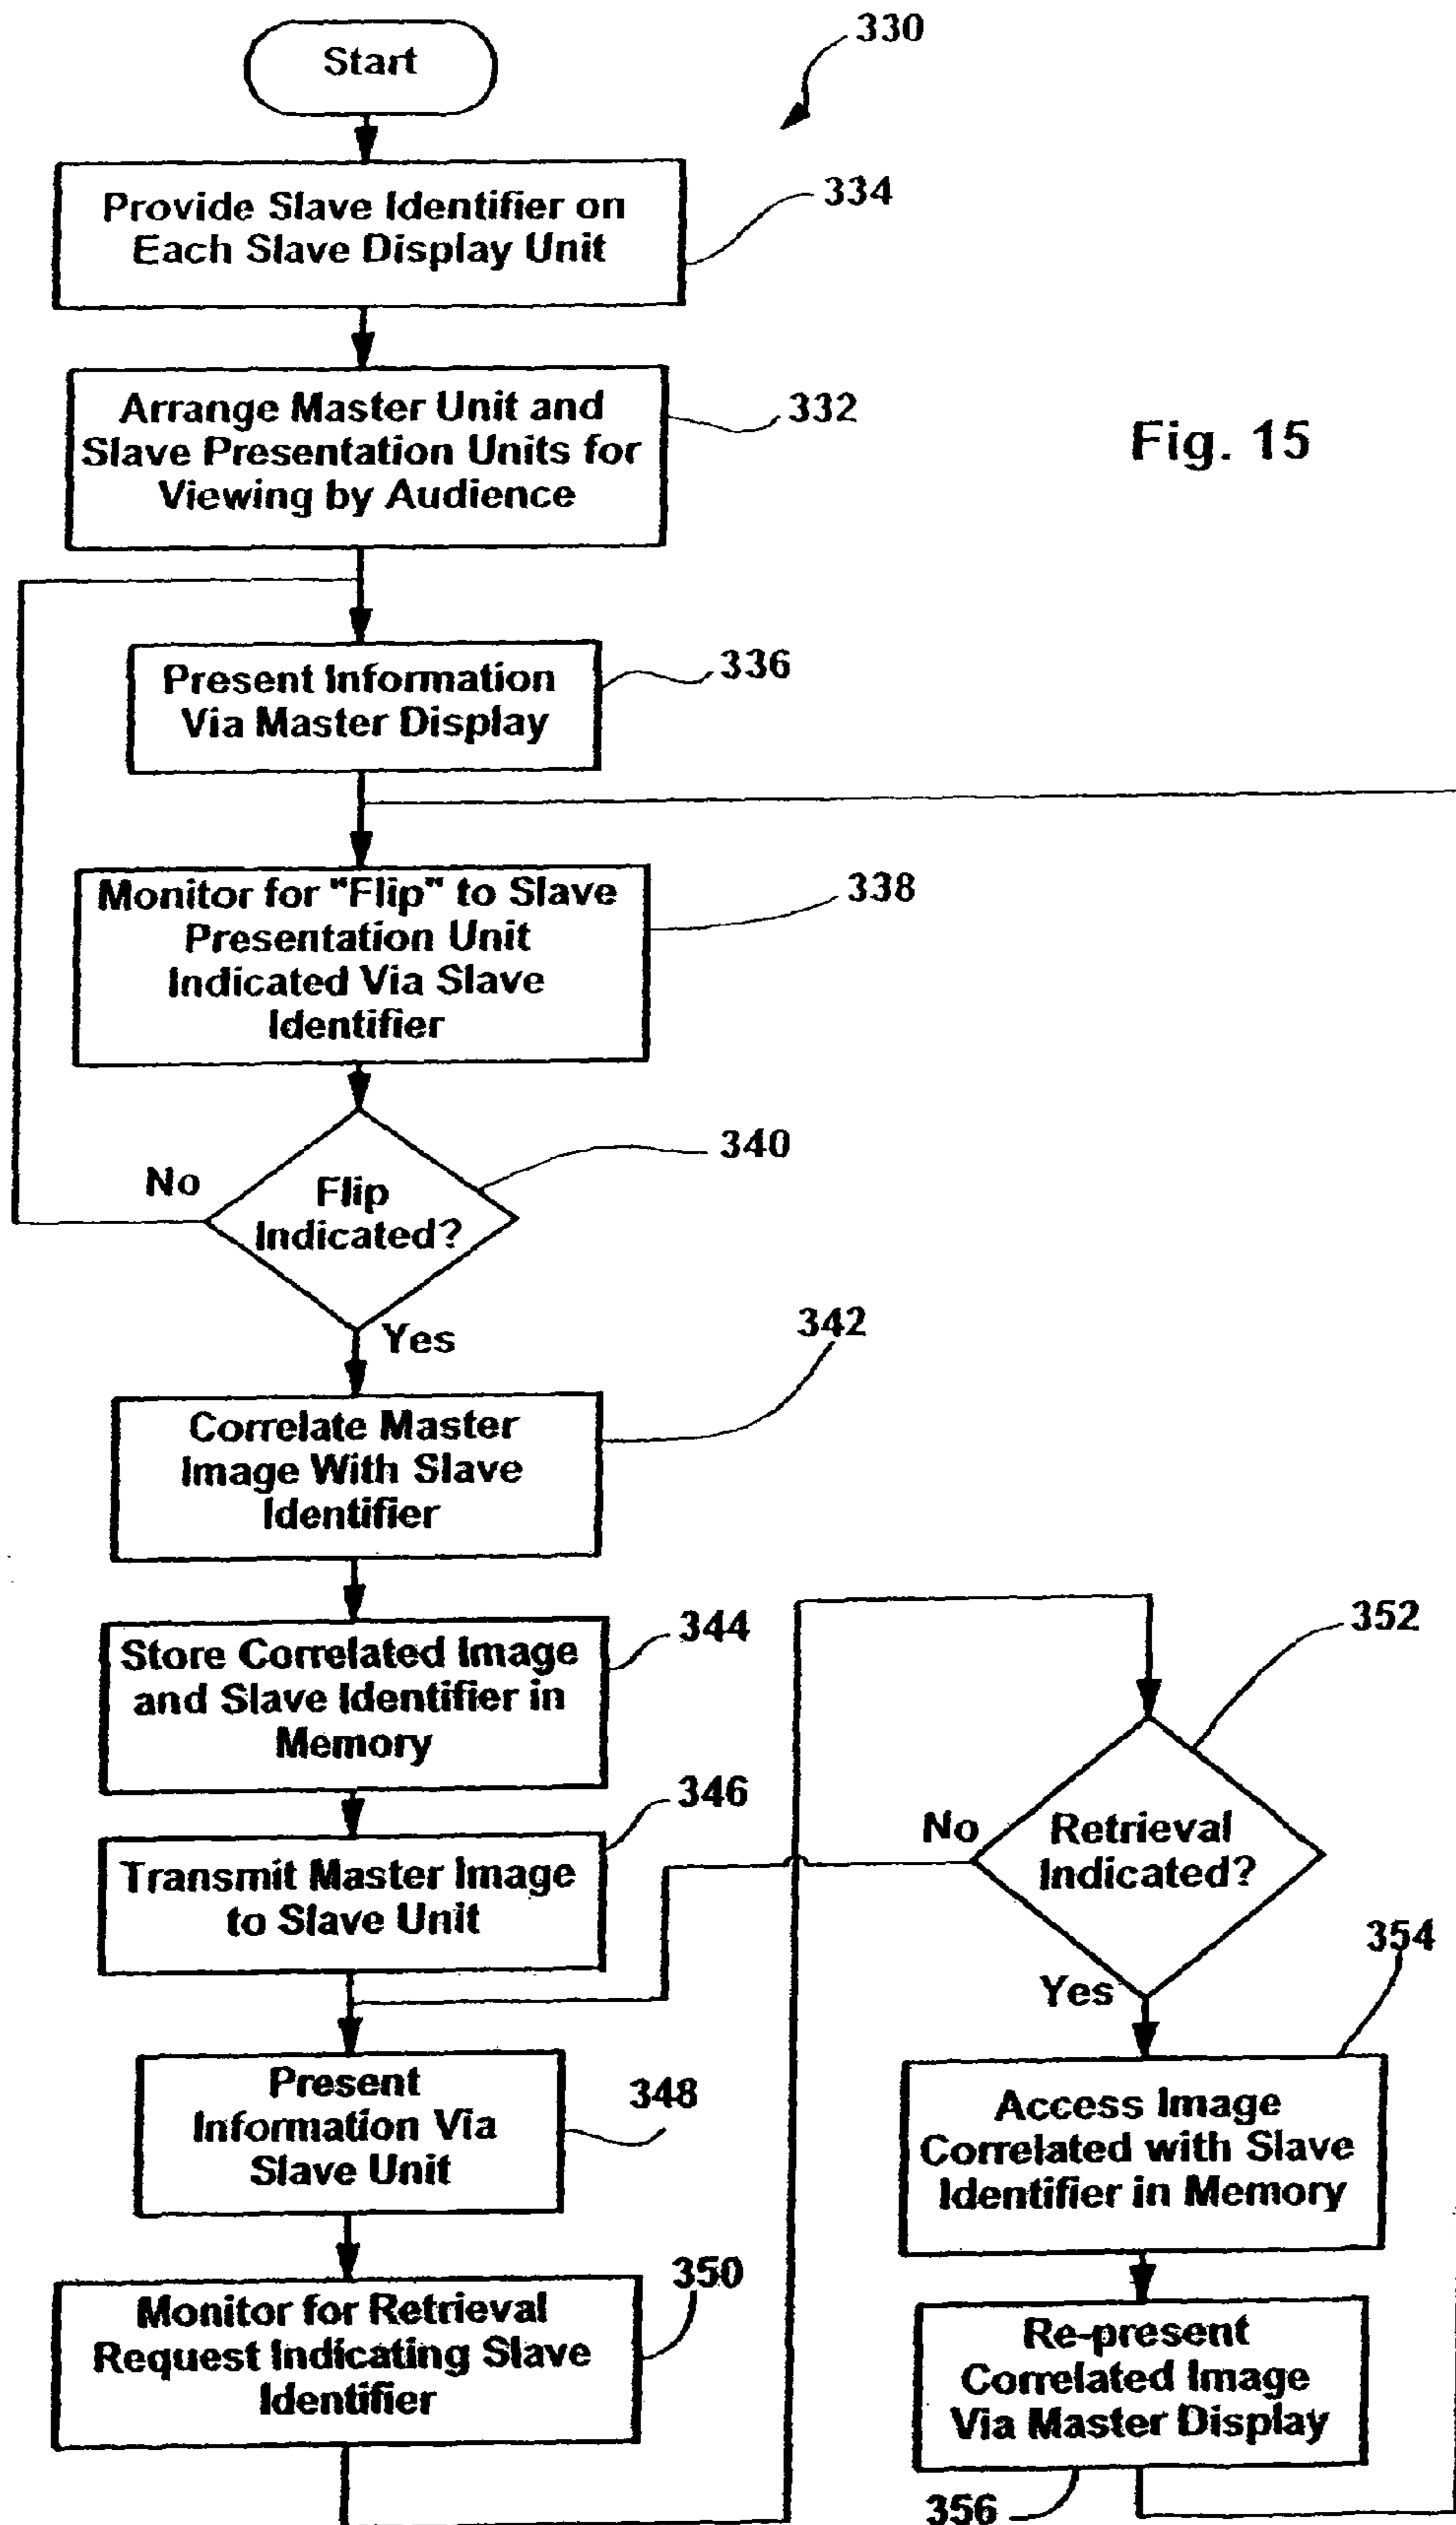 Start
330
Provide Slave Identifier on
Each Slave Display Unit
334
Arrange Master Unit and
Slave Presentation Units for
Viewing by Audience
332
Fig. 15
Present Information
Via Master Display
336
Monitor for "Flip" to Slave
Presentation Unit
Indicated Via Slave
Identifier
338
Flip
Indicated?
340
No
Yes
Correlate Master
Image With Slave
Identifier
342
Store Correlated Image
and Slave Identifier in
Memory
344
Transmit Master Image
to Slave Unit
346
Present
Information Via
Slave Unit
348
Monitor for Retrieval
Request Indicating Slave
Identifier
350
Retrieval
Indicated?
352
No
Yes
Access Image
Correlated with Slave
Identifier in Memory
354
Re-present
Correlated Image
Via Master Display
356